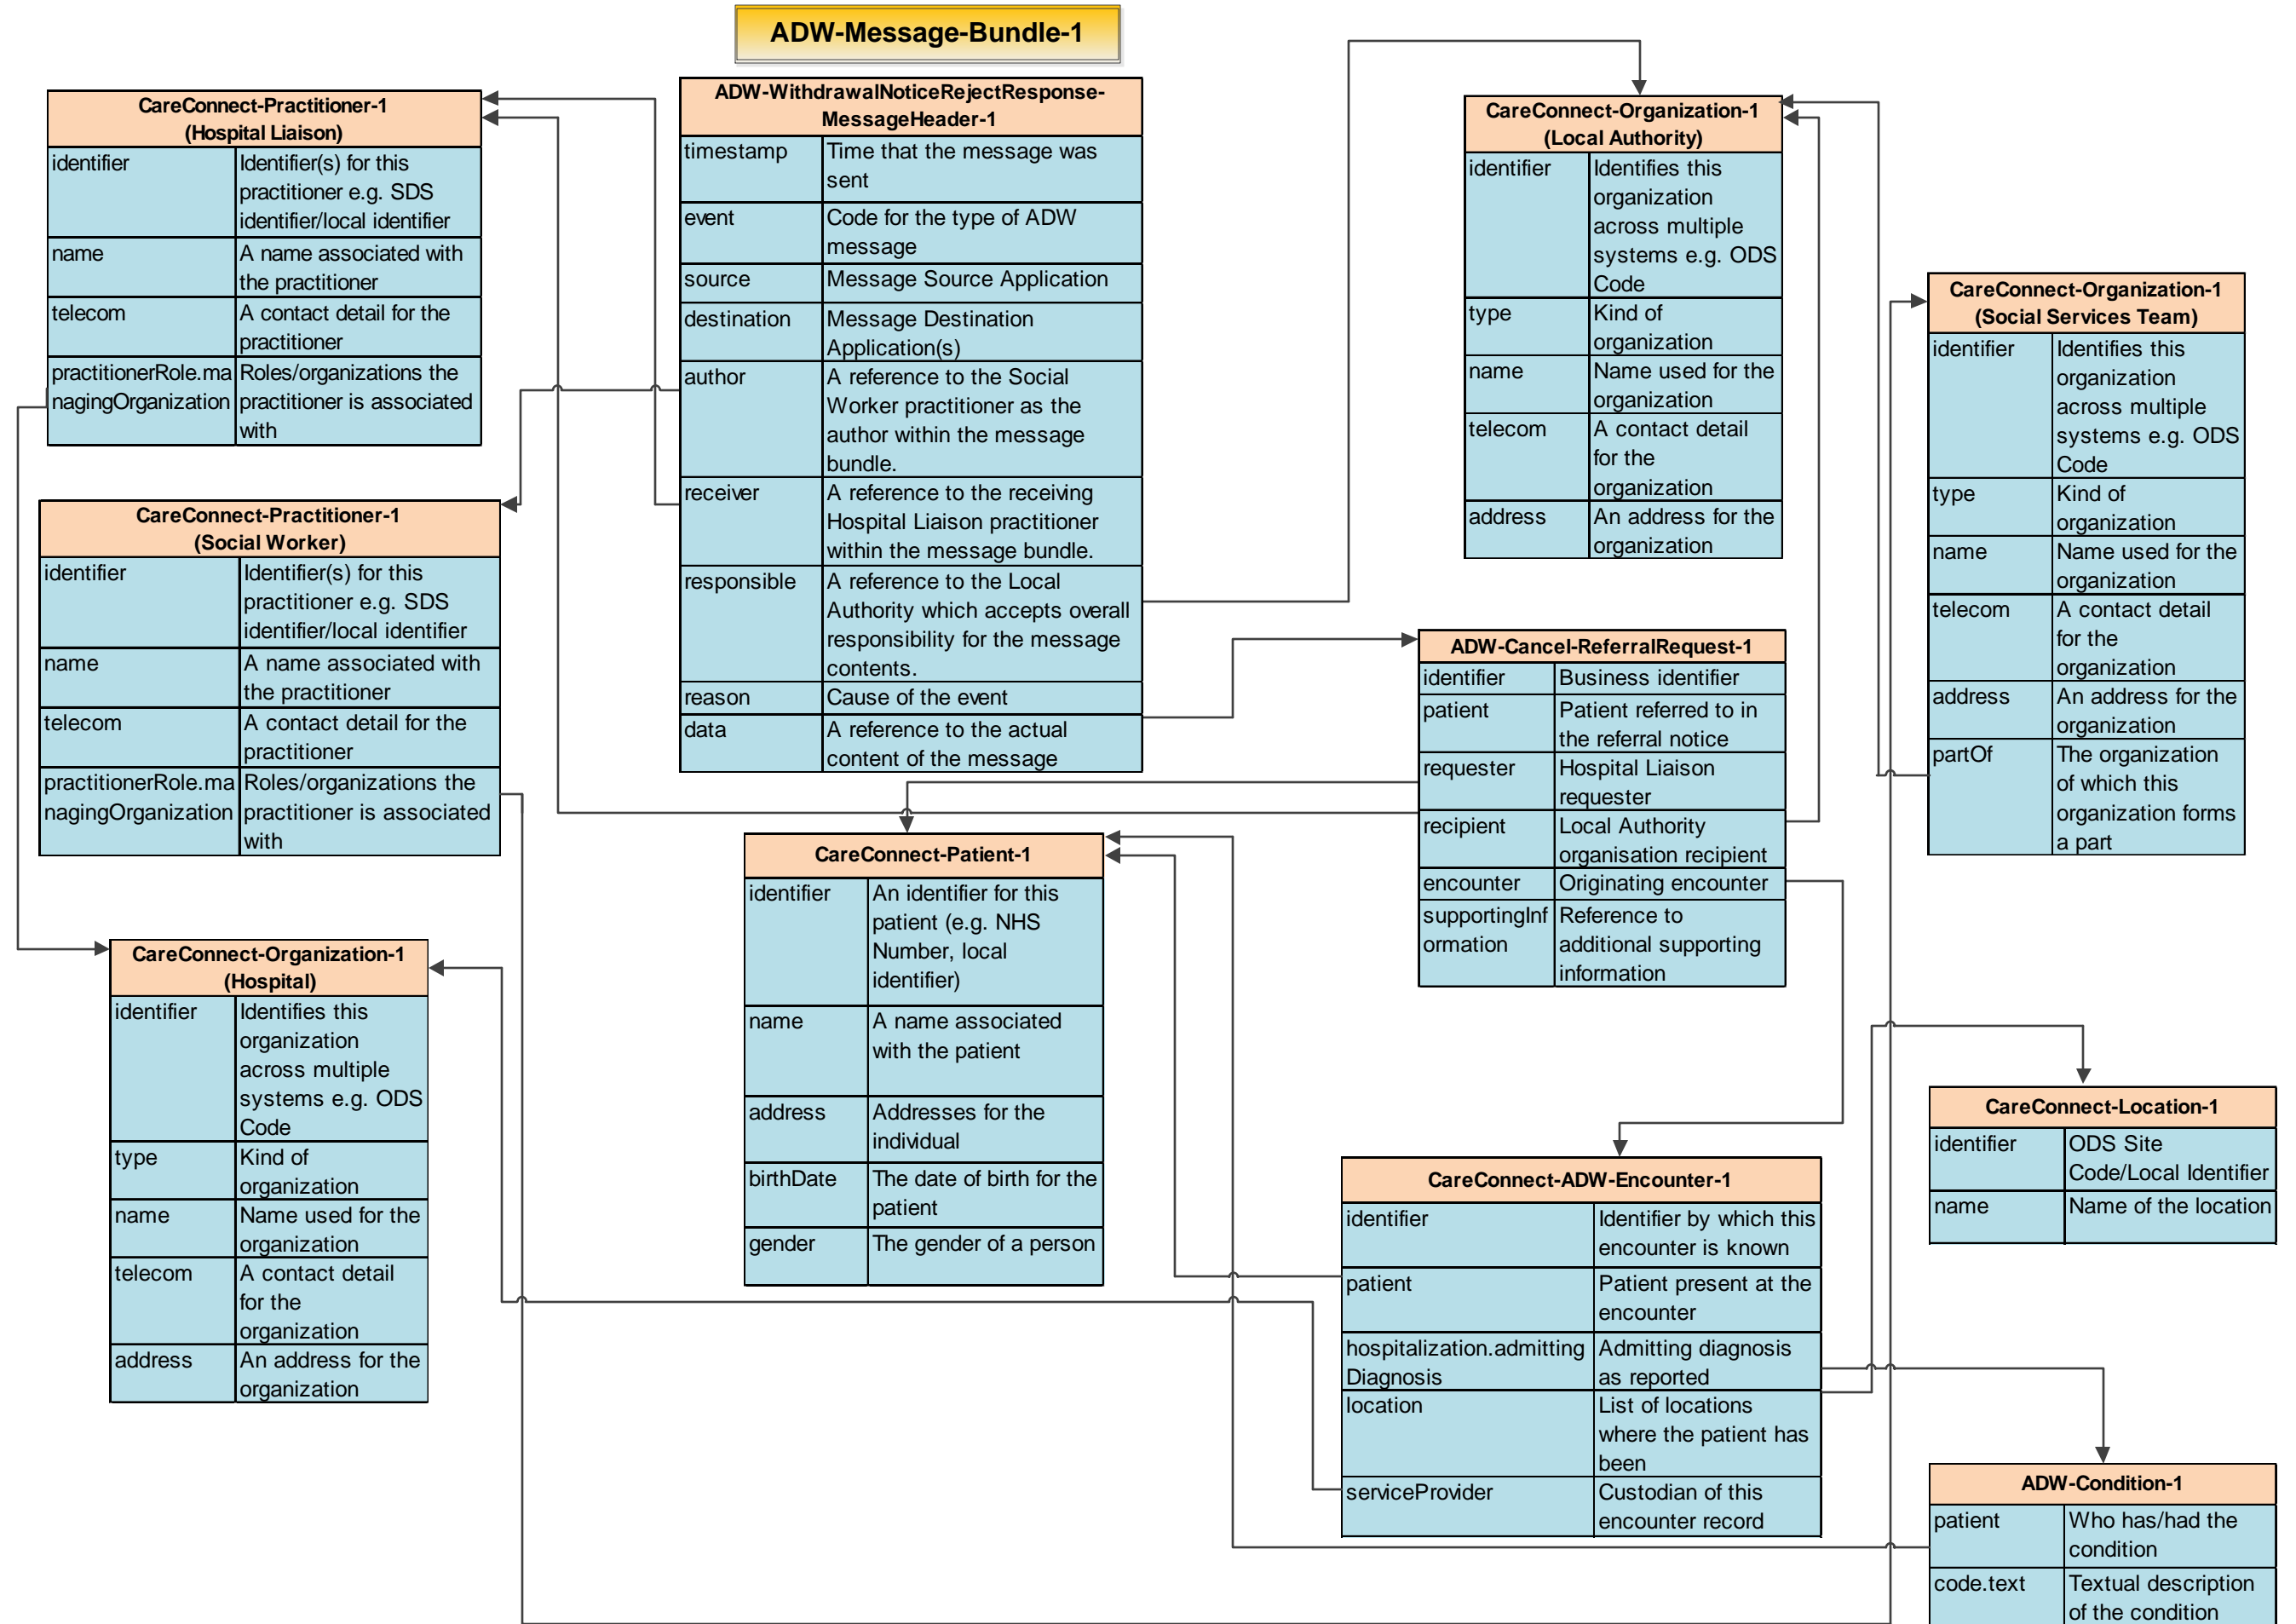 ADW-Message-Bundle-1
CareConnect-Practitioner-1
(Hospital Liaison)
identifier
Identifier(s) for this
practitioner e.g. SDS
identifier/local identifier
name
A name associated with
the practitioner
telecom
A contact detail for the
practitioner
practitionerRole.ma
nagingOrganization
Roles/organizations the
practitioner is associated
with
CareConnect-Practitioner-1
(Social Worker)
identifier
Identifier(s) for this
practitioner e.g. SDS
identifier/local identifier
name
A name associated with
the practitioner
telecom
A contact detail for the
practitioner
practitionerRole.ma
nagingOrganization
Roles/organizations the
practitioner is associated
with
CareConnect-Organization-1
(Hospital)
identifier
Identifies this
organization
across multiple
systems e.g. ODS
Code
type
Kind of
organization
name
Name used for the
organization
telecom
A contact detail
for the
organization
address
An address for the
organization
ADW-WithdrawalNoticeRejectResponse-
MessageHeader-1
timestamp
Time that the message was
sent
event
Code for the type of ADW
message
source
Message Source Application
destination
Message Destination
Application(s)
author
A reference to the Social
Worker practitioner as the
author within the message
bundle.
receiver
A reference to the receiving
Hospital Liaison practitioner
within the message bundle.
responsible
A reference to the Local
Authority which accepts overall
responsibility for the message
contents.
reason
Cause of the event
data
A reference to the actual
content of the message
CareConnect-Patient-1
identifier
An identifier for this
patient (e.g. NHS
Number, local
identifier)
name
A name associated
with the patient
address
Addresses for the
individual
birthDate
The date of birth for the
patient
gender
The gender of a person
CareConnect-Organization-1
(Local Authority)
identifier
Identifies this
organization
across multiple
systems e.g. ODS
Code
type
Kind of
organization
name
Name used for the
organization
telecom
A contact detail
for the
organization
address
An address for the
organization
ADW-Cancel-ReferralRequest-1
identifier
Business identifier
patient
Patient referred to in
the referral notice
requester
Hospital Liaison
requester
recipient
Local Authority
organisation recipient
encounter
Originating encounter
supportingInf
ormation
Reference to
additional supporting
information
CareConnect-ADW-Encounter-1
identifier
Identifier by which this
encounter is known
patient
Patient present at the
encounter
hospitalization.admitting
Diagnosis
Admitting diagnosis
as reported
location
List of locations
where the patient has
been
serviceProvider
Custodian of this
encounter record
CareConnect-Organization-1
(Social Services Team)
identifier
Identifies this
organization
across multiple
systems e.g. ODS
Code
type
Kind of
organization
name
Name used for the
organization
telecom
A contact detail
for the
organization
address
An address for the
organization
partOf
The organization
of which this
organization forms
a part
CareConnect-Location-1
identifier
ODS Site
Code/Local Identifier
name
Name of the location
ADW-Condition-1
patient
Who has/had the
condition
code.text
Textual description
of the condition